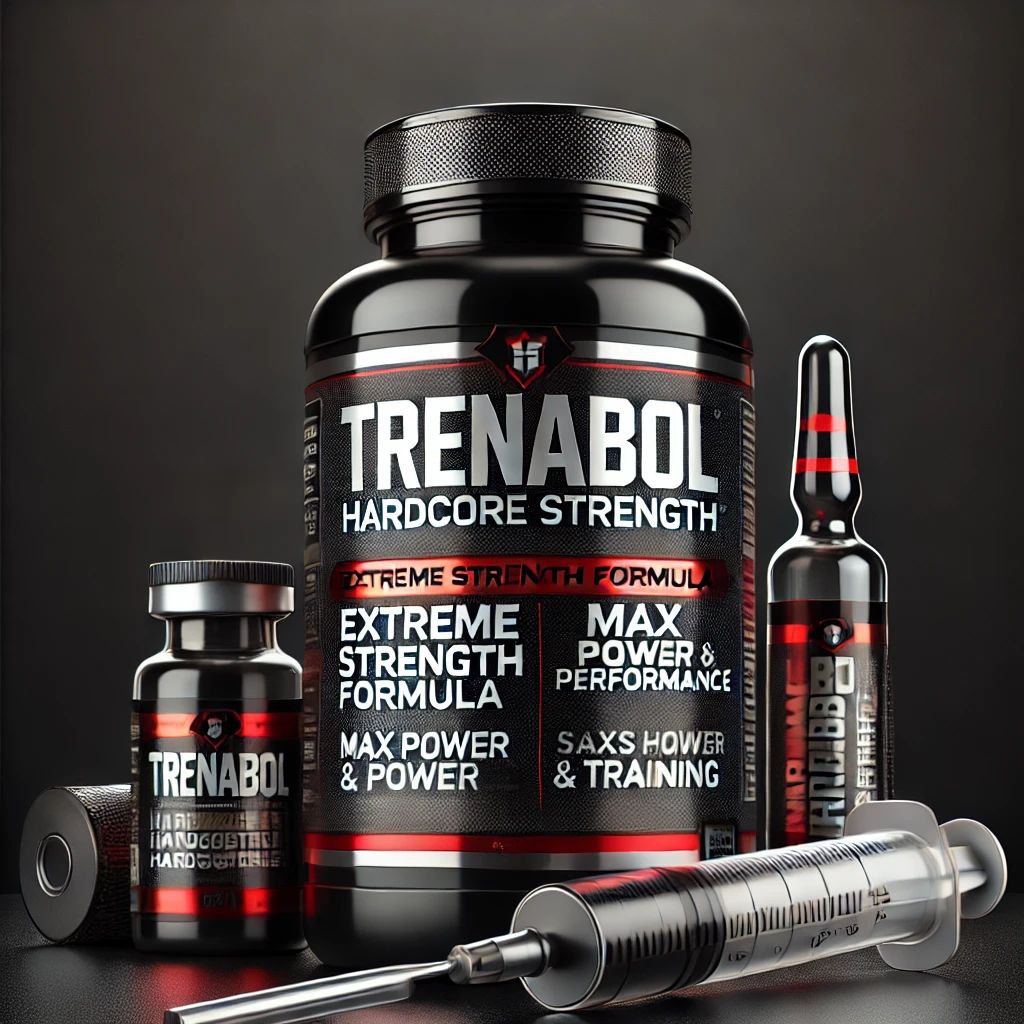 TRENABOL
HARDCORE STRENGTH
EXTREME STRENTH FORMULA
EXTREME
STRENGTH
FORMULA
MAX
POWER &
PERFORMANCE
MAX POWER
& POWER
SAXS HOWER
& TRAINING
TRENABOL